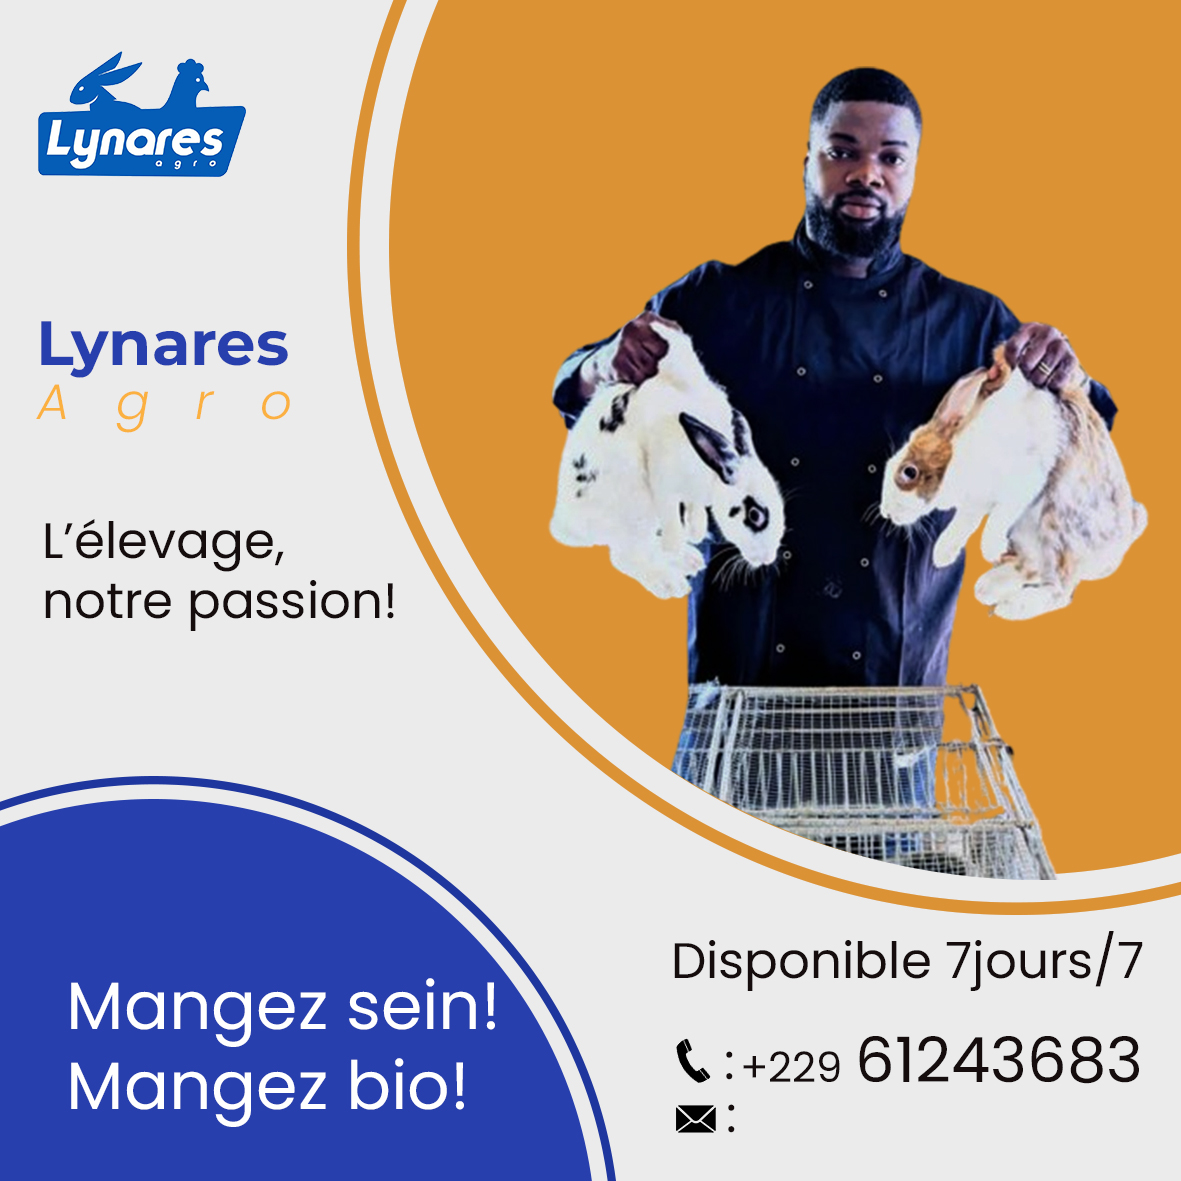 Lynares
agro
Lynares
Agro
L’élevage,
notre passion!
Mangez sein!
Mangez bio!
Disponible 7jours/7
:+229 61243683
: